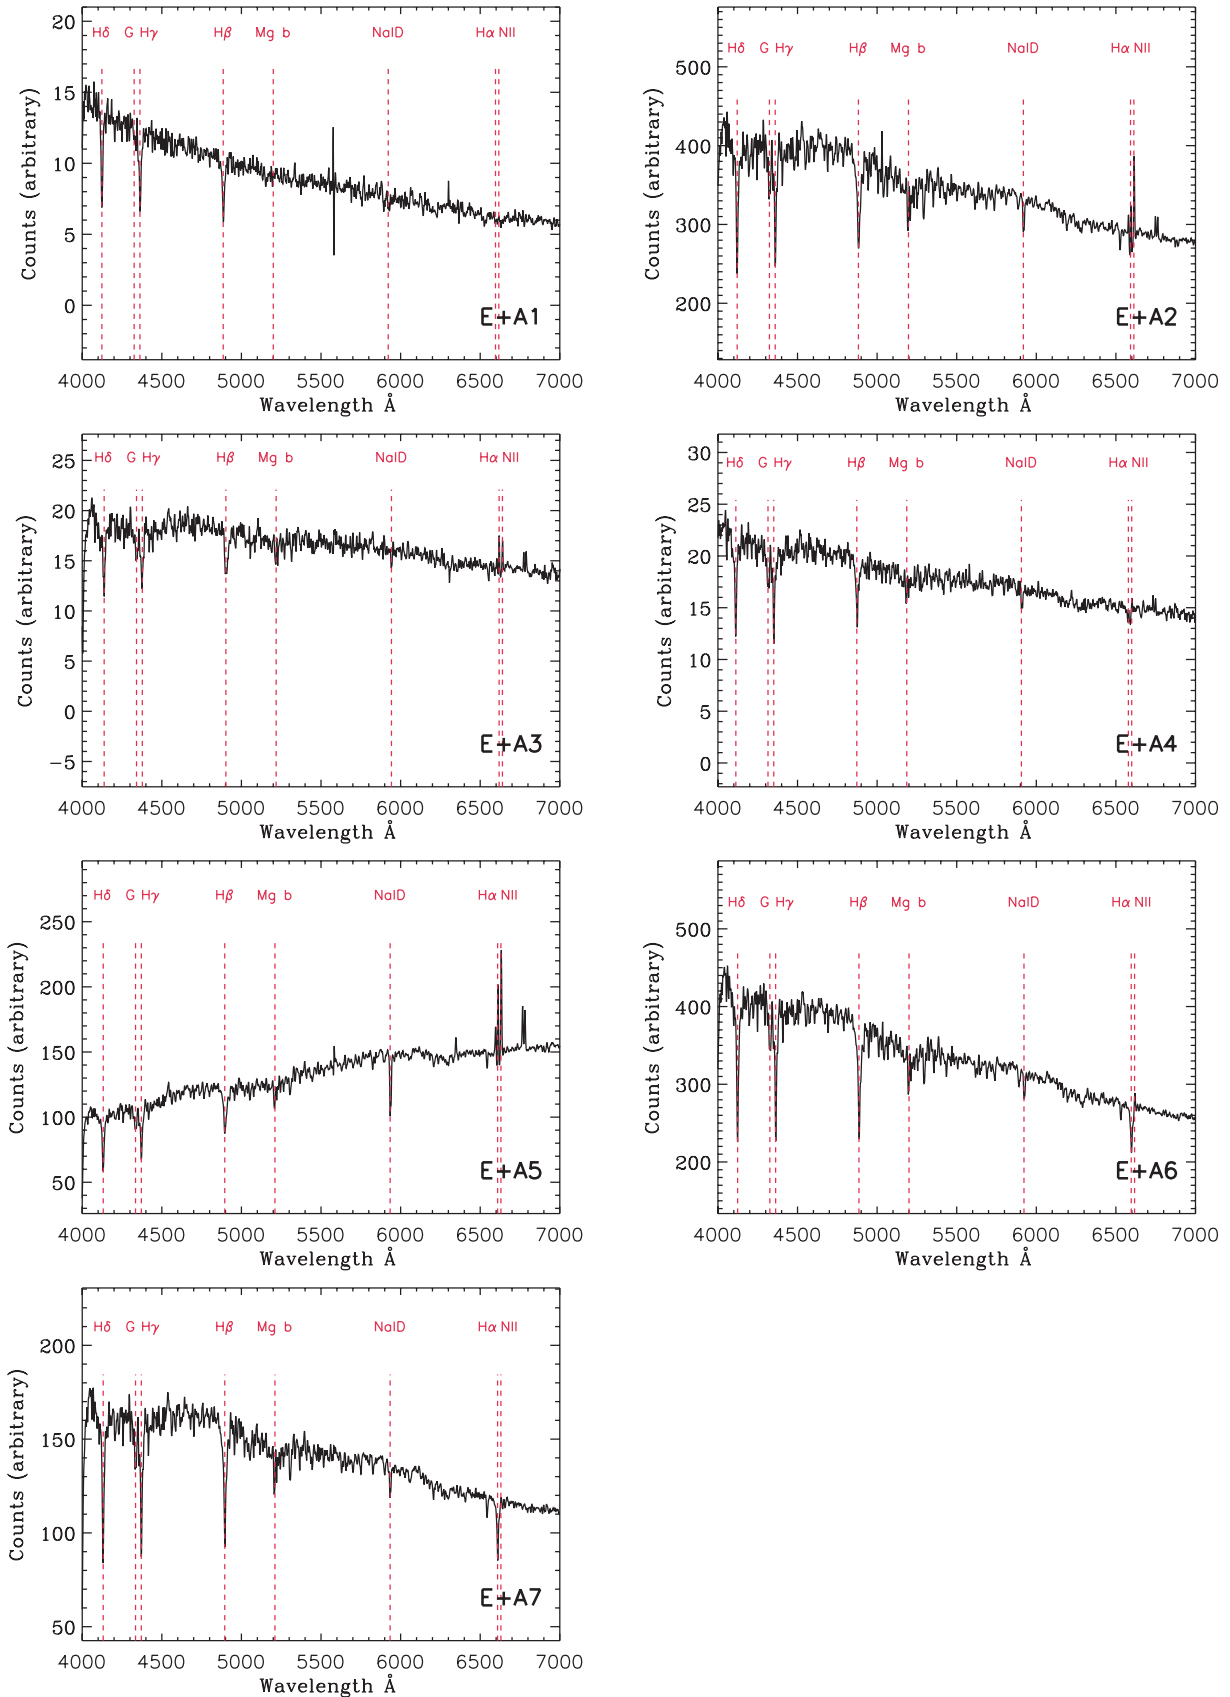 Hδ G Hγ Hβ Mg b NaID Hα NII
20
15
10
5
0
Counts (arbitrary)
E+A1
4000 4500 5000 5500 6000 6500 7000
Wavelength Å
Hδ G Hγ Hβ Mg b NaID Hα NII
500
400
300
200
Counts (arbitrary)
E+A2
4000 4500 5000 5500 6000 6500 7000
Wavelength Å
Hδ G Hγ Hβ Mg b NaID Hα NII
25
20
15
10
5
0
−5
Counts (arbitrary)
E+A3
4000 4500 5000 5500 6000 6500 7000
Wavelength Å
Hδ G Hγ Hβ Mg b NaID Hα NII
30
25
20
15
10
5
0
Counts (arbitrary)
E+A4
4000 4500 5000 5500 6000 6500 7000
Wavelength Å
Hδ G Hγ Hβ Mg b NaID Hα NII
250
200
150
100
50
Counts (arbitrary)
E+A5
4000 4500 5000 5500 6000 6500 7000
Wavelength Å
Hδ G Hγ Hβ Mg b NaID Hα NII
500
400
300
200
Counts (arbitrary)
E+A6
4000 4500 5000 5500 6000 6500 7000
Wavelength Å
Hδ G Hγ Hβ Mg b NaID Hα NII
200
150
100
50
Counts (arbitrary)
E+A7
4000 4500 5000 5500 6000 6500 7000
Wavelength Å